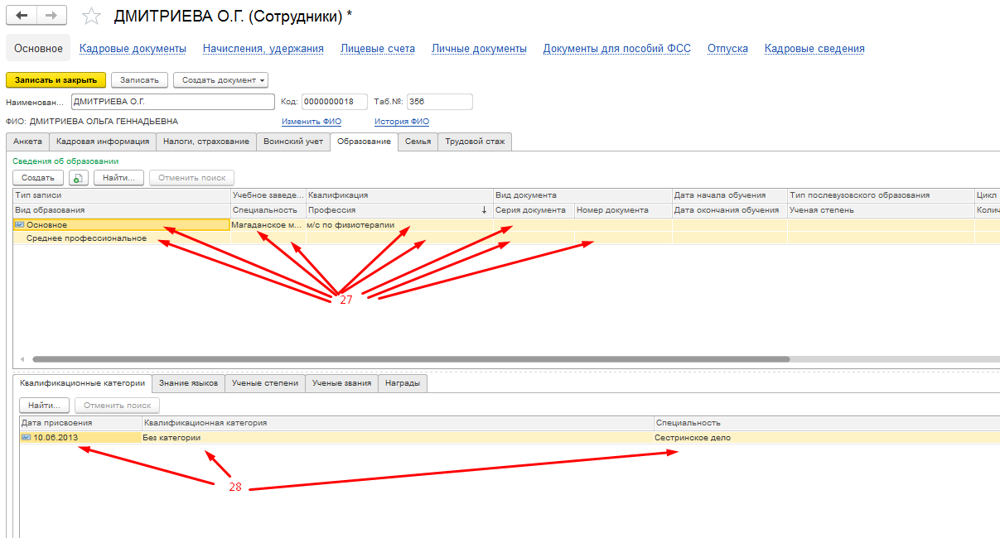 ДМИТРИЕВА О.Г. (Сотрудники) *
Основное Кадровые документы Начисления, удержания Лицевые счета Личные документы Документы для пособий ФСС Отпуска Кадровые сведения
Записать и закрыть Записать Создать документ
Наименован... ДМИТРИЕВА О.Г. Код: 0000000018 Таб.№: 356
ФИО: ДМИТРИЕВА ОЛЬГА ГЕННАДЬЕВНА Изменить ФИО История ФИО
Анкета Кадровая информация Налоги, страхование Воинский учет Образование Семья Трудовой стаж
Сведения об образовании
Создать Найти... Отменить поиск
Тип записи Учебное заведе... Квалификация Вид документа Дата начала обучения Тип послевузовского образования Цикл
Вид образования Специальность Профессия ↓ Серия документа Номер документа Дата окончания обучения Ученая степень Колич
Основное Магаданское м... м/с по физиотерапии
Среднее профессиональное
27
Квалификационные категории Знание языков Ученые степени Ученые звания Награды
Найти... Отменить поиск
Дата присвоения Квалификационная категория Специальность
10.06.2013 Без категории Сестринское дело
28